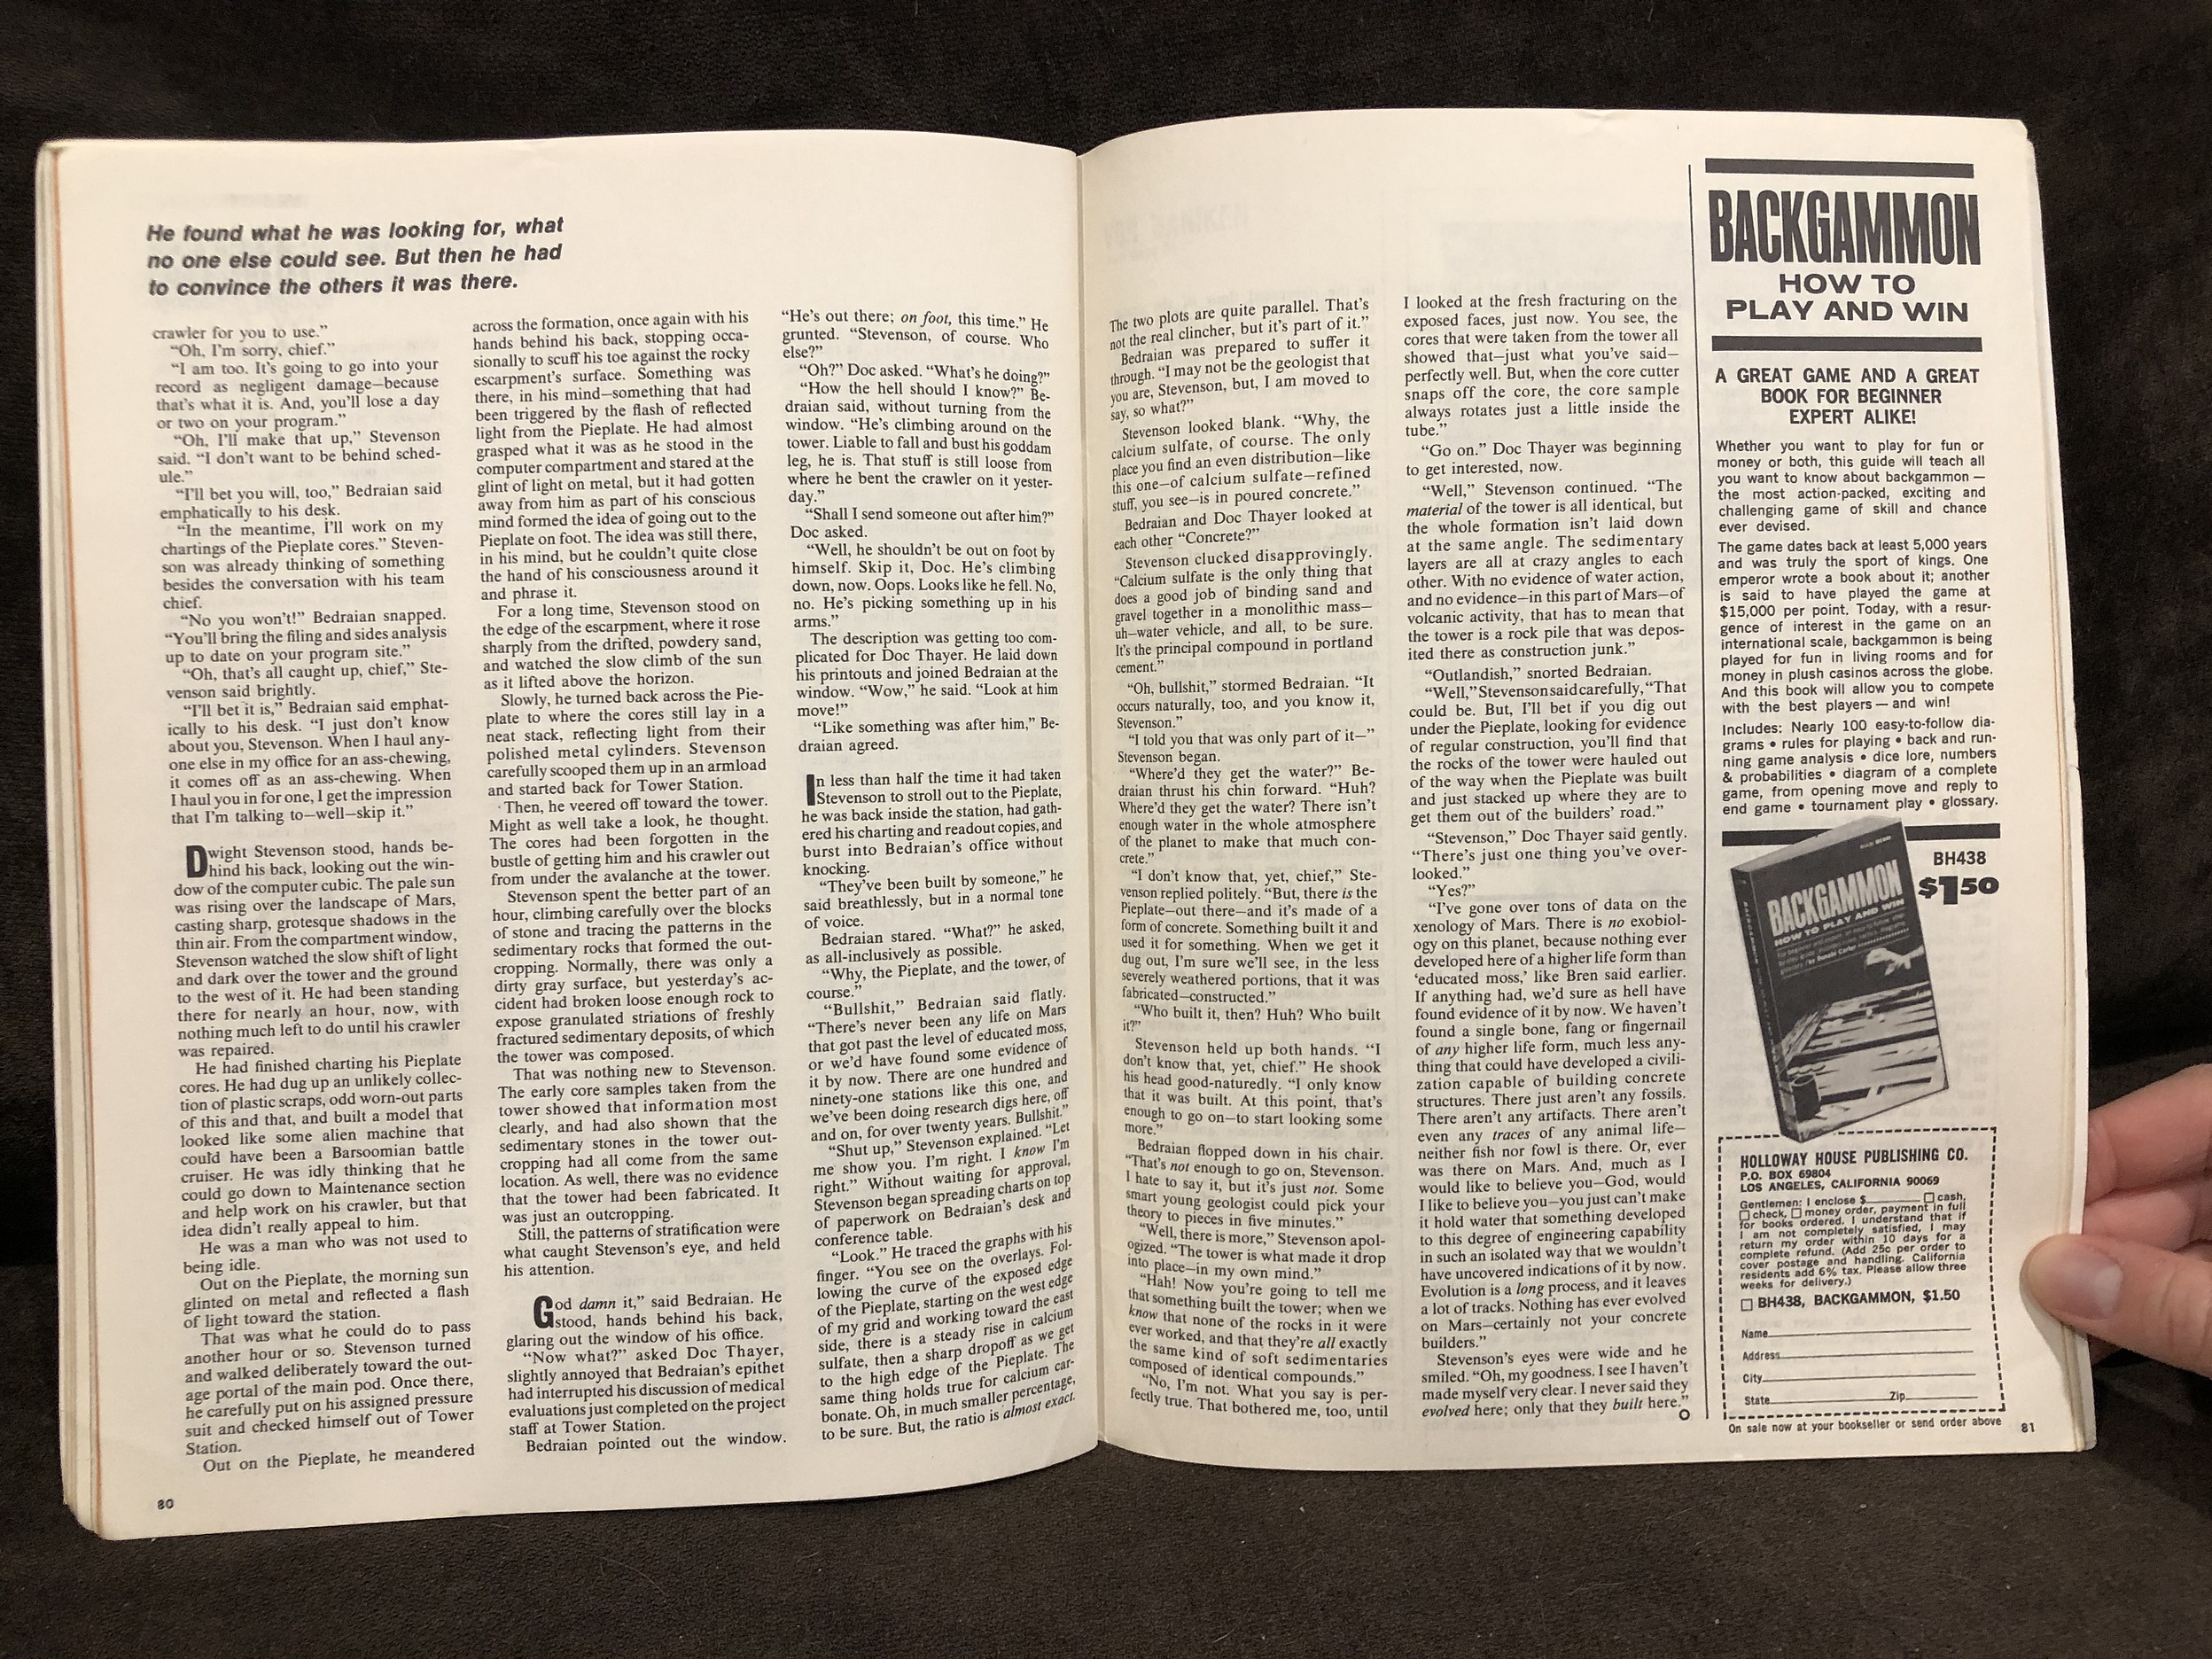 He found what he was looking for, what
no one else could see. But then he had
to convince the others it was there.
crawler for you to use.”
“Oh, I’m sorry, chief.”
“I am too. It’s going to go into your
record as negligent damage—because
that’s what it is. And, you’ll lose a day
or two on your program.”
“Oh, I’ll make that up,” Stevenson
said. “I don’t want to be behind sched-
ule.”
“I’ll bet you will, too,” Bedraian said
emphatically to his desk.
“In the meantime, i’ll work on my
chartings of the Pieplate cores.” Steven-
son was already thinking of something
besides the conversation with his team
chief.
“No you won’t!” Bedraian snapped.
“You’ll bring the filing and sides analysis
up to date on your program site.”
“Oh, that’s all caught up, chief,” Ste-
venson said brightly.
“I’ll bet it is,” Bedraian said emphat-
ically to his desk. “I just don’t know
about you, Stevenson. When I haul any-
one else in my office for an ass-chewing,
it comes off as an ass-chewing. When
I haul you in for one, I get the impression
that I’m talking to—well—skip it.”
Dwight Stevenson stood, hands be-
hind his back, looking out the win-
dow of the computer cubic. The pale sun
was rising over the landscape of Mars,
casting sharp, grotesque shadows in the
thin air. From the compartment window,
Stevenson watched the slow shift of light
and dark over the tower and the ground
to the west of it. He had been standing
there for nearly an hour, now, with
nothing much left to do until his crawler
was repaired.
He had finished charting his Pieplate
cores. He had dug up an unlikely collec-
tion of plastic scraps, odd worn-out parts
of this and that, and built a model that
looked like some alien machine that
could have been a Barsoomian battle
cruiser. He was idly thinking that he
could go down to Maintenance section
and help work on his crawler, but that
idea didn’t really appeal to him.
He was a man who was not used to
being idle.
Out on the Pieplate, the morning sun
glinted on metal and reflected a flash
of light toward the station.
That was what he could do to pass
another hour or so. Stevenson turned
and walked deliberately toward the out-
age portal of the main pod. Once there,
he carefully put on his assigned pressure
suit and checked himself out of Tower
Station.
Out on the Pieplate, he meandered
across the formation, once again with his
hands behind his back, stopping occa-
sionally to scuff his toe against the rocky
escarpment’s surface. Something was
there, in his mind—something that had
been triggered by the flash of reflected
light from the Pieplate. He had almost
grasped what it was as he stood in the
computer compartment and stared at the
glint of light on metal, but it had gotten
away from him as part of his conscious
mind formed the idea of going out to the
Pieplate on foot. The idea was still there,
in his mind, but he couldn’t quite close
the hand of his consciousness around it
and phrase it.
For a long time, Stevenson stood on
the edge of the escarpment, where it rose
sharply from the drifted, powdery sand,
and watched the slow climb of the sun
as it lifted above the horizon.
Slowly, he turned back across the Pie-
plate to where the cores still lay in a
neat stack, reflecting light from their
polished metal cylinders. Stevenson
carefully scooped them up in an armload
and started back for Tower Station.
Then, he veered off toward the tower.
Might as well take a look, he thought.
The cores had been forgotten in the
bustle of getting him and his crawler out
from under the avalanche at the tower.
Stevenson spent the better part of an
hour, climbing carefully over the blocks
of stone and tracing the patterns in the
sedimentary rocks that formed the out-
cropping. Normally, there was only a
dirty gray surface, but yesterday’s ac-
cident had broken loose enough rock to
expose granulated striations of freshly
fractured sedimentary deposits, of which
the tower was composed.
That was nothing new to Stevenson.
The early core samples taken from the
tower showed that information most
clearly, and had also shown that the
sedimentary stones in the tower out-
cropping had all come from the same
location. As well, there was no evidence
that the tower had been fabricated. It
was just an outcropping.
Still, the patterns of stratification were
what caught Stevenson’s eye, and held
his attention.
God damn it,” said Bedraian. He
stood, hands behind his back,
glaring out the window of his office.
“Now what?” asked Doc Thayer,
slightly annoyed that Bedraian’s epithet
had interrupted his discussion of medical
evaluations just completed on the project
staff at Tower Station.
Bedraian pointed out the window.
“He’s out there; on foot, this time.” He
grunted. “Stevenson, of course. Who
else?”
“Oh?” Doc asked. “What’s he doing?”
“How the hell should I know?” Be-
draian said, without turning from the
window. “He’s climbing around on the
tower. Liable to fall and bust his goddam
leg, he is. That stuff is still loose from
where he bent the crawler on it yester-
day.”
“Shall I send someone out after him?”
Doc asked.
“Well, he shouldn’t be out on foot by
himself. Skip it, Doc. He’s climbing
down, now. Oops. Looks like he fell. No,
no. He’s picking something up in his
arms.”
The description was getting too com-
plicated for Doc Thayer. He laid down
his printouts and joined Bedraian at the
window. “Wow,” he said. “Look at him
move!”
“Like something was after him,” Be-
draian agreed.
In less than half the time it had taken
Stevenson to stroll out to the Pieplate,
he was back inside the station, had gath-
ered his charting and readout copies, and
burst into Bedraian’s office without
knocking.
“They’ve been built by someone,” he
said breathlessly, but in a normal tone
of voice.
Bedraian stared. “What?” he asked,
as all-inclusively as possible.
“Why, the Pieplate, and the tower, of
course.”
“Bullshit,” Bedraian said flatly.
“There’s never been any life on Mars
that got past the level of educated moss,
or we’d have found some evidence of
it by now. There are one hundred and
ninety-one stations like this one, and
we’ve been doing research digs here, off
and on, for over twenty years. Bullshit.”
“Shut up,” Stevenson explained. “Let
me show you. I’m right. I know I’m
right.” Without waiting for approval,
Stevenson began spreading charts on top
of paperwork on Bedraian’s desk and
conference table.
“Look.” He traced the graphs with his
finger. “You see on the overlays. Fol-
lowing the curve of the exposed edge
of the Pieplate, starting on the west edge
of my grid and working toward the east
side, there is a steady rise in calcium
sulfate, then a sharp dropoff as we get
to the high edge of the Pieplate. The
same thing holds true for calcium car-
bonate. Oh, in much smaller percentage,
to be sure. But, the ratio is almost exact.
80
The two plots are quite parallel. That’s
not the real clincher, but it’s part of it.”
Bedraian was prepared to suffer it
through. “I may not be the geologist that
you are, Stevenson, but, I am moved to
say, so what?”
Stevenson looked blank. “Why, the
calcium sulfate, of course. The only
place you find an even distribution—like
this one—of calcium sulfate—refined
stuff, you see—is in poured concrete.”
Bedraian and Doc Thayer looked at
each other “Concrete?”
Stevenson clucked disapprovingly.
“Calcium sulfate is the only thing that
does a good job of binding sand and
gravel together in a monolithic mass—
uh—water vehicle, and all, to be sure.
It’s the principal compound in portland
cement.”
“Oh, bullshit,” stormed Bedraian. “It
occurs naturally, too, and you know it,
Stevenson.”
“I told you that was only part of it—”
Stevenson began.
“Where’d they get the water?” Be-
draian thrust his chin forward. “Huh?
Where’d they get the water? There isn’t
enough water in the whole atmosphere
of the planet to make that much con-
crete.”
“I don’t know that, yet, chief,” Ste-
venson replied politely. “But, there is the
Pieplate—out there—and it’s made of a
form of concrete. Something built it and
used it for something. When we get it
dug out, I’m sure we’ll see, in the less
severely weathered portions, that it was
fabricated—constructed.”
“Who built it, then? Huh? Who built
it?”
Stevenson held up both hands. “I
don’t know that, yet, chief.” He shook
his head good-naturedly. “I only know
that it was built. At this point, that’s
enough to go on—to start looking some
more.”
Bedraian flopped down in his chair.
“That’s not enough to go on, Stevenson.
I hate to say it, but it’s just not. Some
smart young geologist could pick your
theory to pieces in five minutes.”
“Well, there is more,” Stevenson apol-
ogized. “The tower is what made it drop
into place—in my own mind.”
“Hah! Now you’re going to tell me
that something built the tower; when we
know that none of the rocks in it were
ever worked, and that they’re all exactly
the same kind of soft sedimentaries
composed of identical compounds.”
“No, I’m not. What you say is per-
fectly true. That bothered me, too, until
I looked at the fresh fracturing on the
exposed faces, just now. You see, the
cores that were taken from the tower all
showed that—just what you’ve said—
perfectly well. But, when the core cutter
snaps off the core, the core sample
always rotates just a little inside the
tube.”
“Go on.” Doc Thayer was beginning
to get interested, now.
“Well,” Stevenson continued. “The
material of the tower is all identical, but
the whole formation isn’t laid down
at the same angle. The sedimentary
layers are all at crazy angles to each
other. With no evidence of water action,
and no evidence—in this part of Mars—of
volcanic activity, that has to mean that
the tower is a rock pile that was depos-
ited there as construction junk.”
“Outlandish,” snorted Bedraian.
“Well,” Stevenson said carefully, “That
could be. But, I’ll bet if you dig out
under the Pieplate, looking for evidence
of regular construction, you’ll find that
the rocks of the tower were hauled out
of the way when the Pieplate was built
and just stacked up where they are to
get them out of the builders’ road.”
“Stevenson,” Doc Thayer said gently.
“There’s just one thing you’ve over-
looked.”
“Yes?”
“I’ve gone over tons of data on the
xenology of Mars. There is no exobiol-
ogy on this planet, because nothing ever
developed here of a higher life form than
‘educated moss,’ like Bren said earlier.
If anything had, we’d sure as hell have
found evidence of it by now. We haven’t
found a single bone, fang or fingernail
of any higher life form, much less any-
thing that could have developed a civili-
zation capable of building concrete
structures. There just aren’t any fossils.
There aren’t any artifacts. There aren’t
even any traces of any animal life—
neither fish nor fowl is there. Or, ever
was there on Mars. And, much as I
would like to believe you—God, would
I like to believe you—you just can’t make
it hold water that something developed
to this degree of engineering capability
in such an isolated way that we wouldn’t
have uncovered indications of it by now.
Evolution is a long process, and it leaves
a lot of tracks. Nothing has ever evolved
on Mars—certainly not your concrete
builders.”
Stevenson’s eyes were wide and he
smiled. “Oh, my goodness. I see I haven’t
made myself very clear. I never said they
evolved here; only that they built here.”
BACKGAMMON
HOW TO
PLAY AND WIN
A GREAT GAME AND A GREAT
BOOK FOR BEGINNER
EXPERT ALIKE!
Whether you want to play for fun or
money or both, this guide will teach all
you want to know about backgammon —
the most action-packed, exciting and
challenging game of skill and chance
ever devised.
The game dates back at least 5,000 years
and was truly the sport of kings. One
emperor wrote a book about it; another
is said to have played the game at
$15,000 per point. Today, with a resur-
gence of interest in the game on an
international scale, backgammon is being
played for fun in living rooms and for
money in plush casinos across the globe.
And this book will allow you to compete
with the best players — and win!
Includes: Nearly 100 easy-to-follow dia-
grams • rules for playing • back and run-
ning game analysis • dice lore, numbers
& probabilities • diagram of a complete
game, from opening move and reply to
end game • tournament play • glossary.
BH438
$1.50
BACKGAMMON
HOW TO PLAY AND WIN
HOLLOWAY HOUSE PUBLISHING CO.
P.O. BOX 69804
LOS ANGELES, CALIFORNIA 90069
Gentlemen: I enclose $ cash,
check, money order, payment in full
for books ordered. I understand that if
I am not completely satisfied, I may
return my order within 10 days for a
complete refund. (Add 25c per order to
cover postage and handling. California
residents add 6% tax. Please allow three
weeks for delivery.)
BH438, BACKGAMMON, $1.50
Name
Address
City
State Zip
On sale now at your bookseller or send order above
81